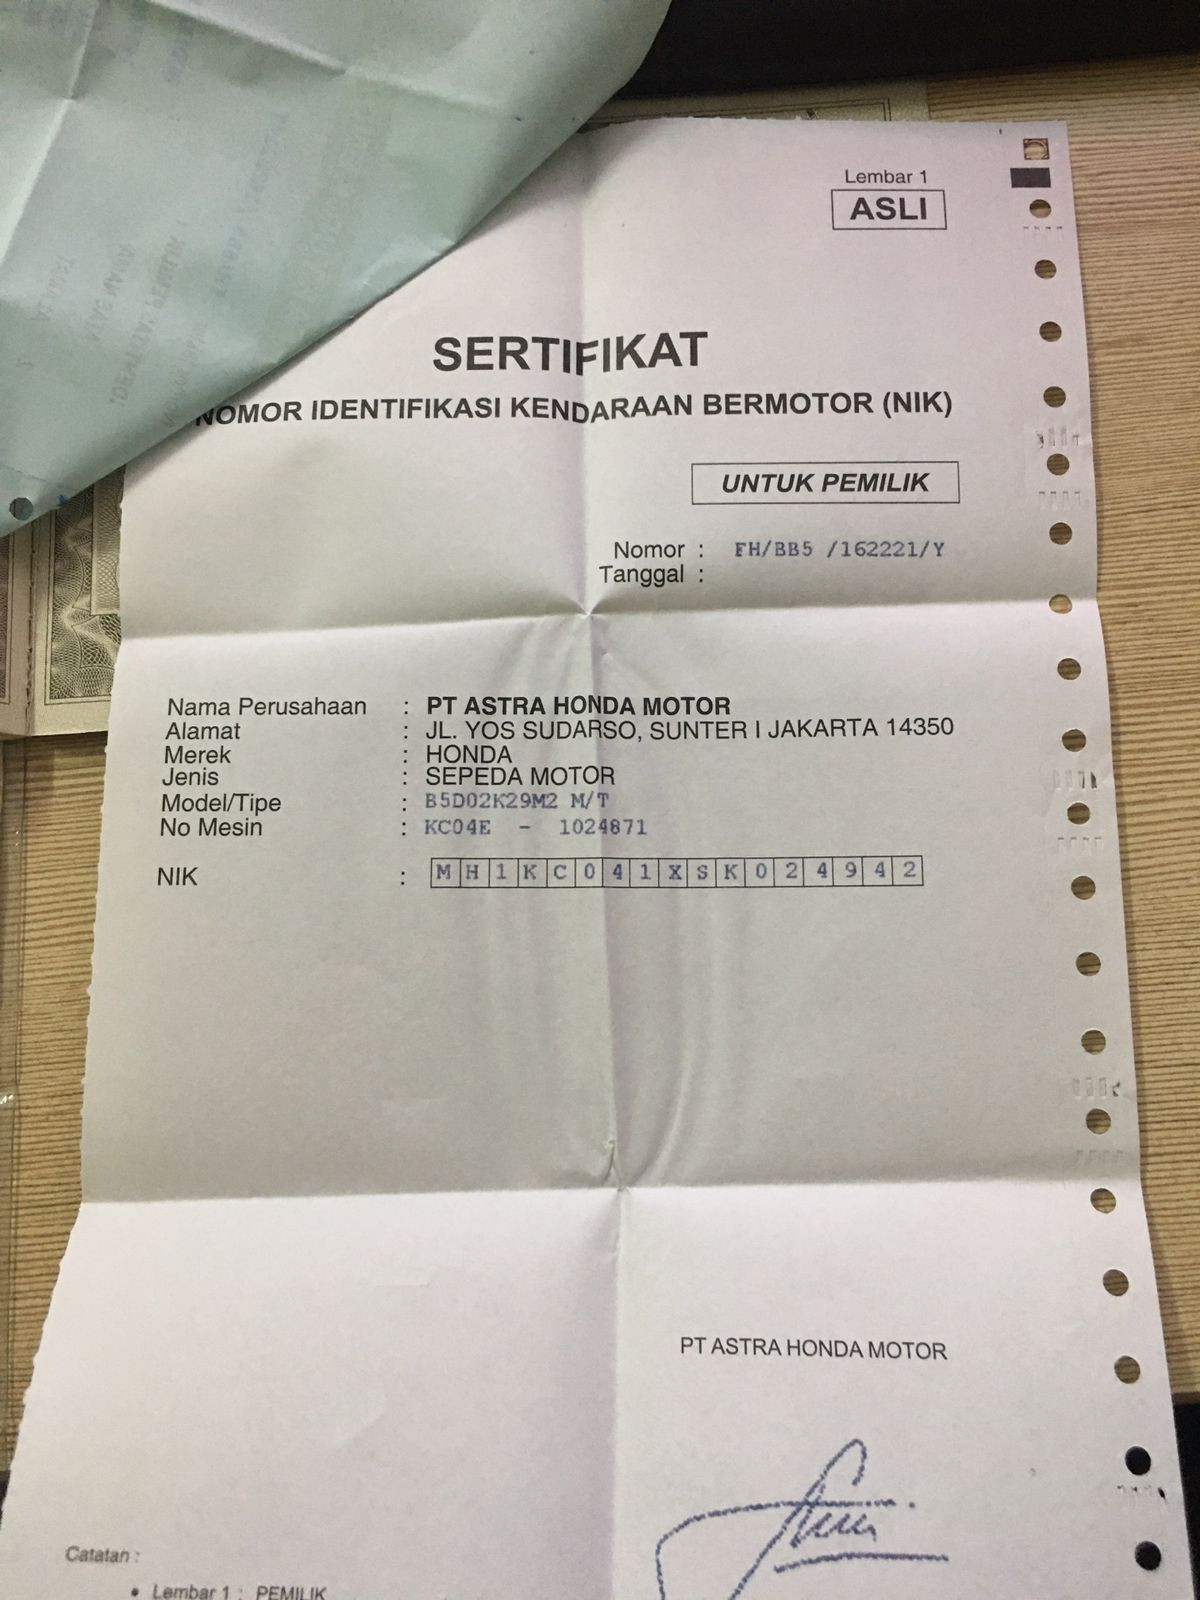 Lembar 1
ASLI
SERTIFIKAT
NOMOR IDENTIFIKASI KENDARAAN BERMOTOR (NIK)
UNTUK PEMILIK
Nomor : FH/BB5 /162221/Y
Tanggal :
Nama Perusahaan : PT ASTRA HONDA MOTOR
Alamat : JL. YOS SUDARSO, SUNTER I JAKARTA 14350
Merek : HONDA
Jenis : SEPEDA MOTOR
Model/Tipe : B5D02K29M2 M/T
No Mesin : KC04E - 1024871
NIK : MH1KC041XSK024942
PT ASTRA HONDA MOTOR
Catatan :
• Lembar 1 : PEMILIK